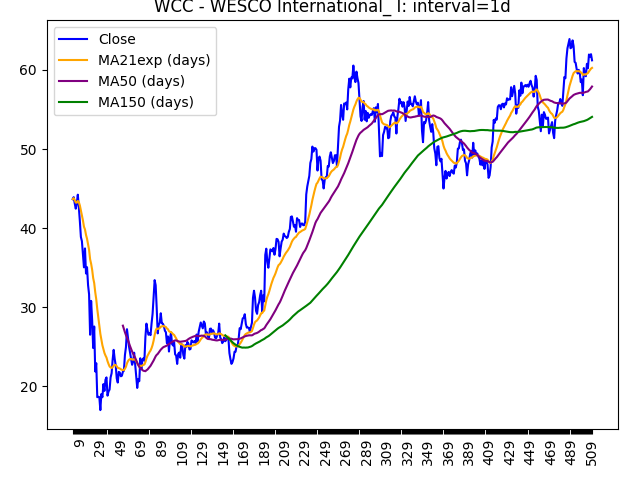 WCC - WESCO International_ I: interval=1d
Close
MA21exp (days)
MA50 (days)
MA150 (days)
60
50
40
30
20
9 29 49 69 89 109 129 149 169 189 209 229 249 269 289 309 329 349 369 389 409 429 449 469 489 509